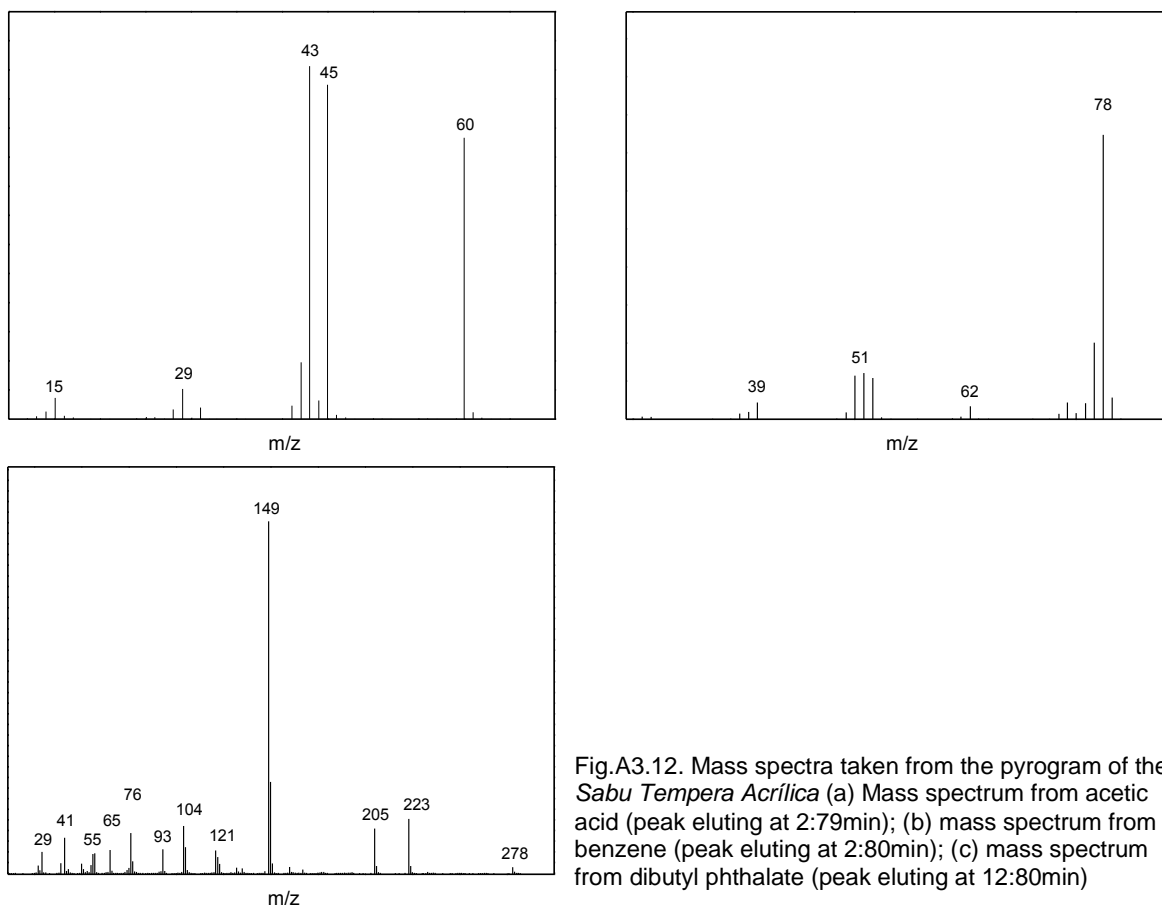 43
45
60
15
29
m/z
78
51
39
62
m/z
149
76
104
41
65
205
223
29
55
93
121
278
m/z
Fig.A3.12. Mass spectra taken from the pyrogram of the
Sabu Tempera Acrílica (a) Mass spectrum from acetic
acid (peak eluting at 2:79min); (b) mass spectrum from
benzene (peak eluting at 2:80min); (c) mass spectrum
from dibutyl phthalate (peak eluting at 12:80min)